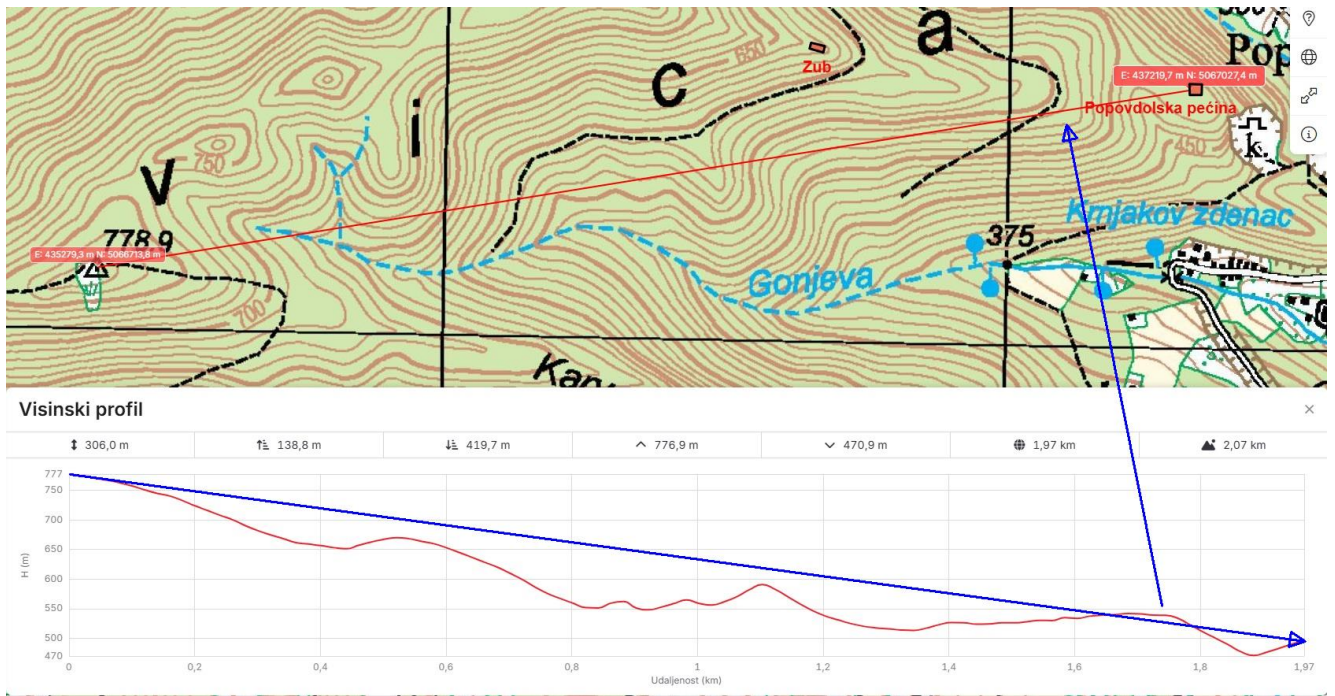 650
a
Pop
Zub
E: 437219,7 m N: 5067027,4 m
C
Popovdolska pećina
i
750
450
k.
V
Krnjakov zdenac
778,9
375
E: 435279,3 m N: 5066713,8 m
Gonjeva
700
Visinski profil
306,0 m
138,8 m
419,7 m
776,9 m
470,9 m
1,97 km
2,07 km
777
750
700
650
600
550
500
470
H (m)
0
0,2
0,4
0,6
0,8
1
1,2
1,4
1,6
1,8
1,97
Udaljenost (km)